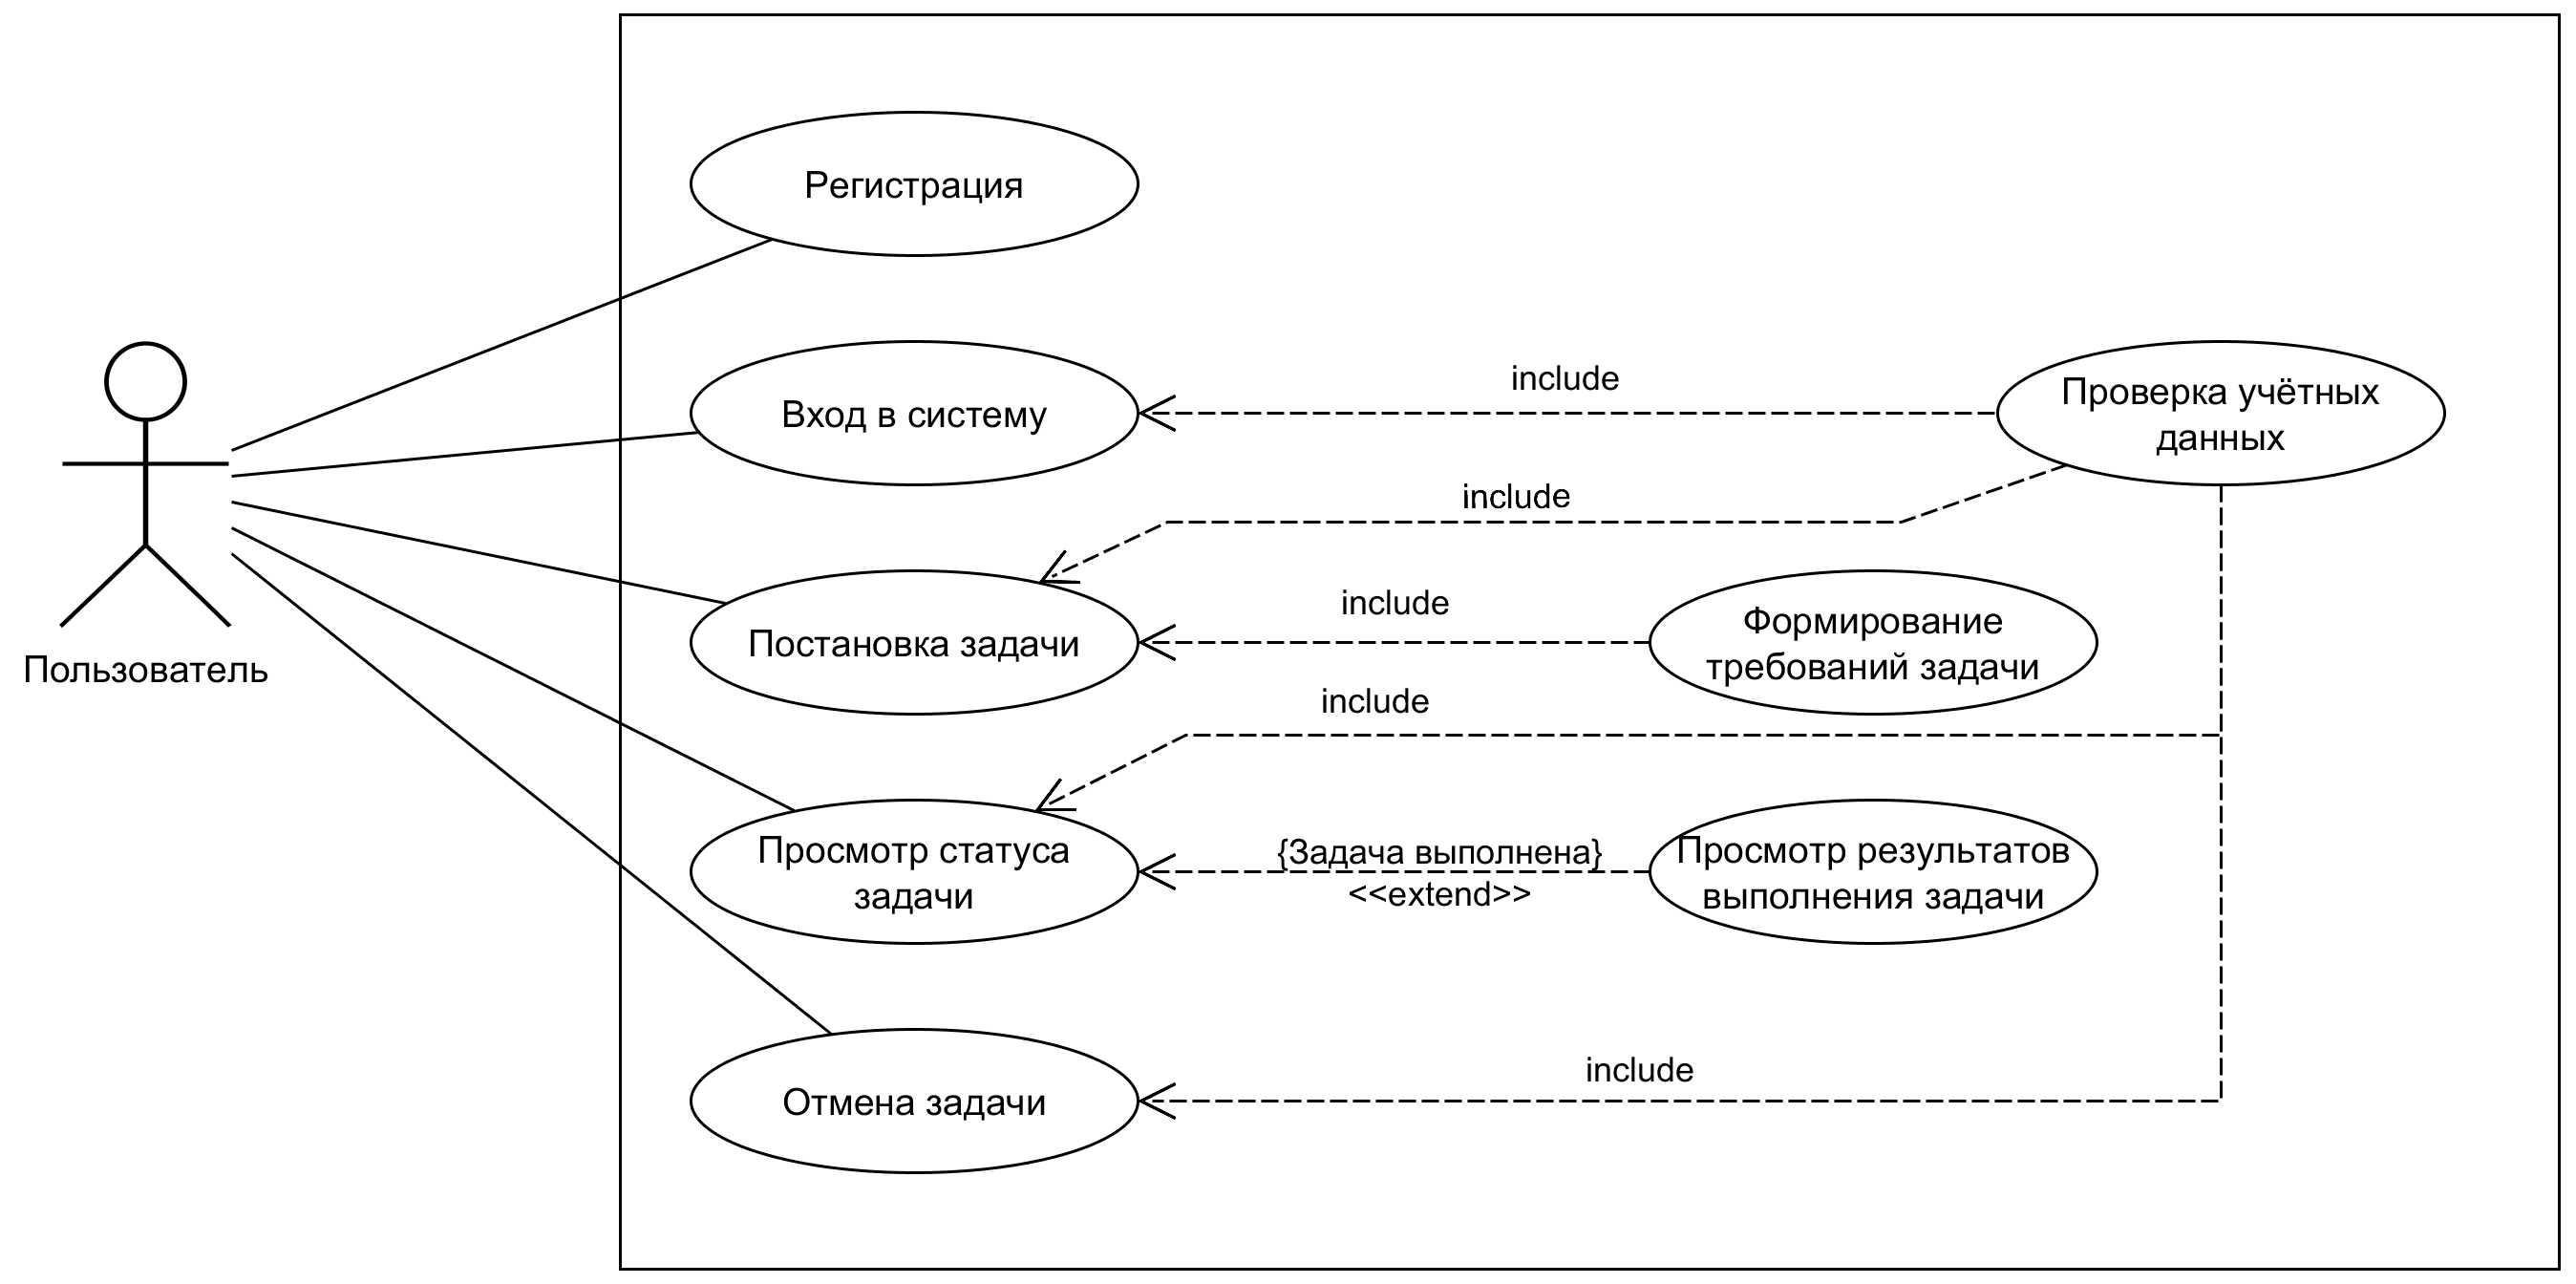 Регистрация
Вход в систему
include
Проверка учётных
данных
include
Постановка задачи
include
Формирование
требований задачи
Пользователь
include
Просмотр статуса
задачи
{Задача выполнена}
<<extend>>
Просмотр результатов
выполнения задачи
include
Отмена задачи